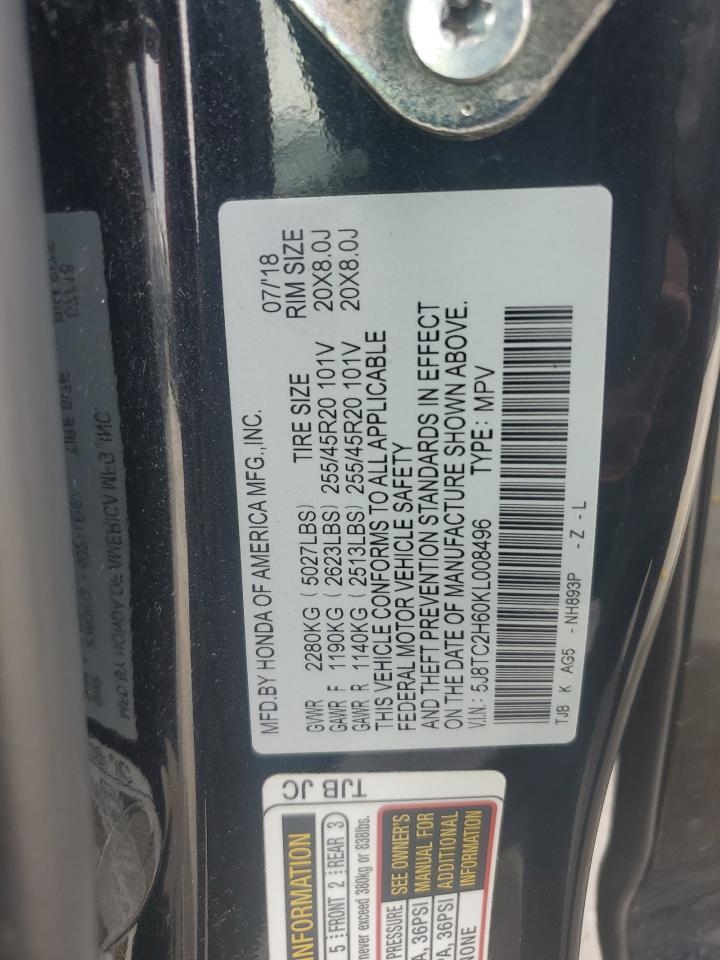 MFD.BY HONDA OF AMERICA MFG.,INC. 07/'18
GVWR 2280KG (5027LBS) TIRE SIZE RIM SIZE
GAWR F 1190KG (2623LBS) 255/45R20 101V 20X8.0J
GAWR R 1140KG (2513LBS) 255/45R20 101V 20X8.0J
THIS VEHICLE CONFORMS TO ALL APPLICABLE
FEDERAL MOTOR VEHICLE SAFETY
AND THEFT PREVENTION STANDARDS IN EFFECT
ON THE DATE OF MANUFACTURE SHOWN ABOVE.
V.I.N.: 5J8TC2H60KL008496 TYPE: MPV
TJB K AG5 - NH893P - Z - L
TJB JC
INFORMATION
5 FRONT 2 REAR 3
never exceed 380kg or 838lbs.
PRESSURE SEE OWNER'S
, 36PSI MANUAL FOR
, 36PSI ADDITIONAL
NONE INFORMATION